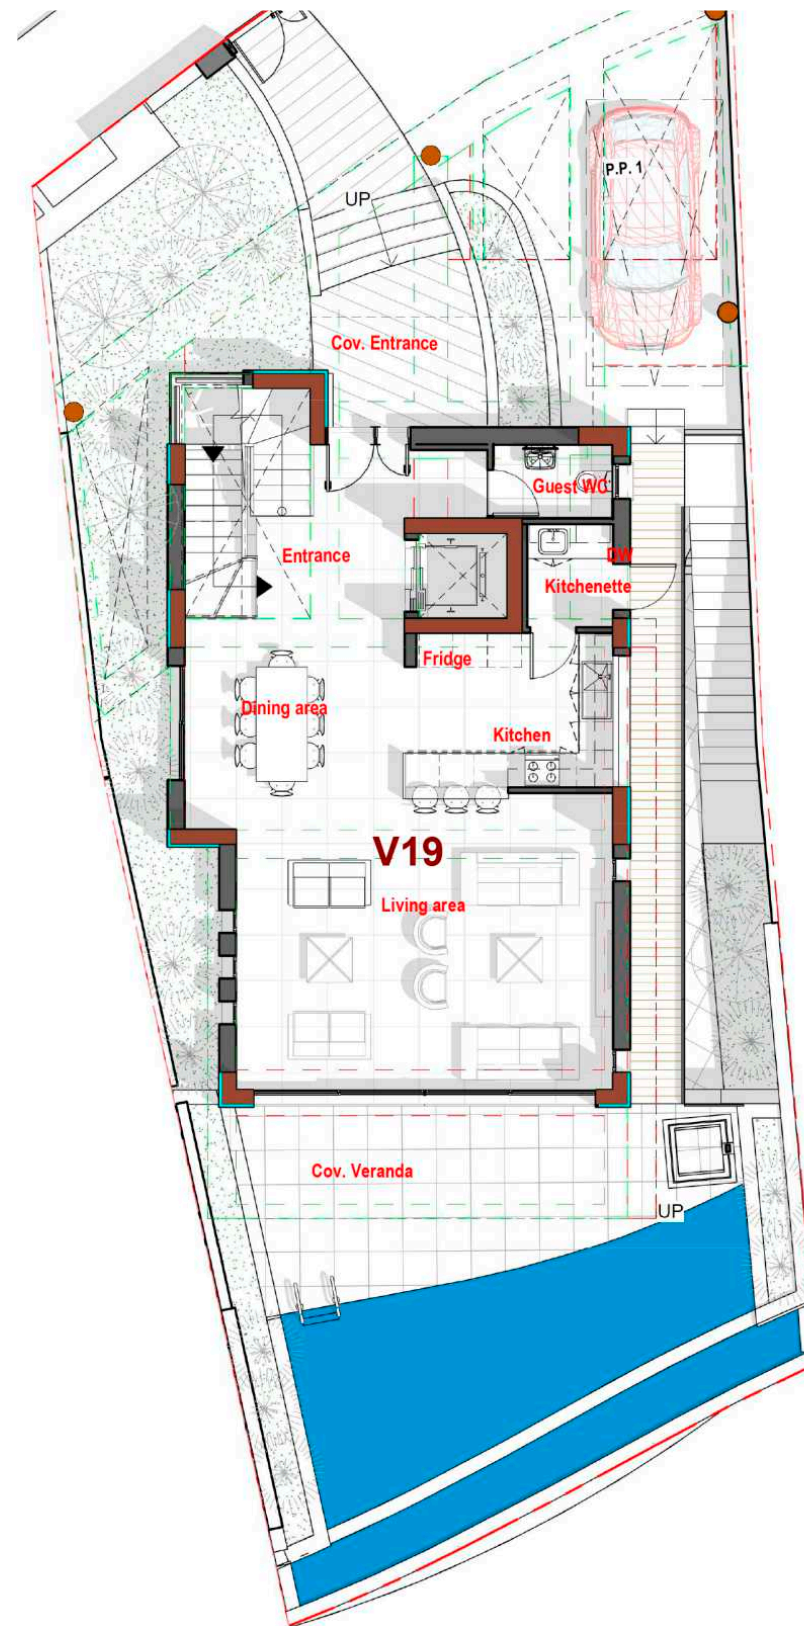 P.P. 1
UP
Cov. Entrance
Guest WC
Entrance
DW
Kitchenette
Fridge
Dining area
Kitchen
V19
Living area
Cov. Veranda
UP